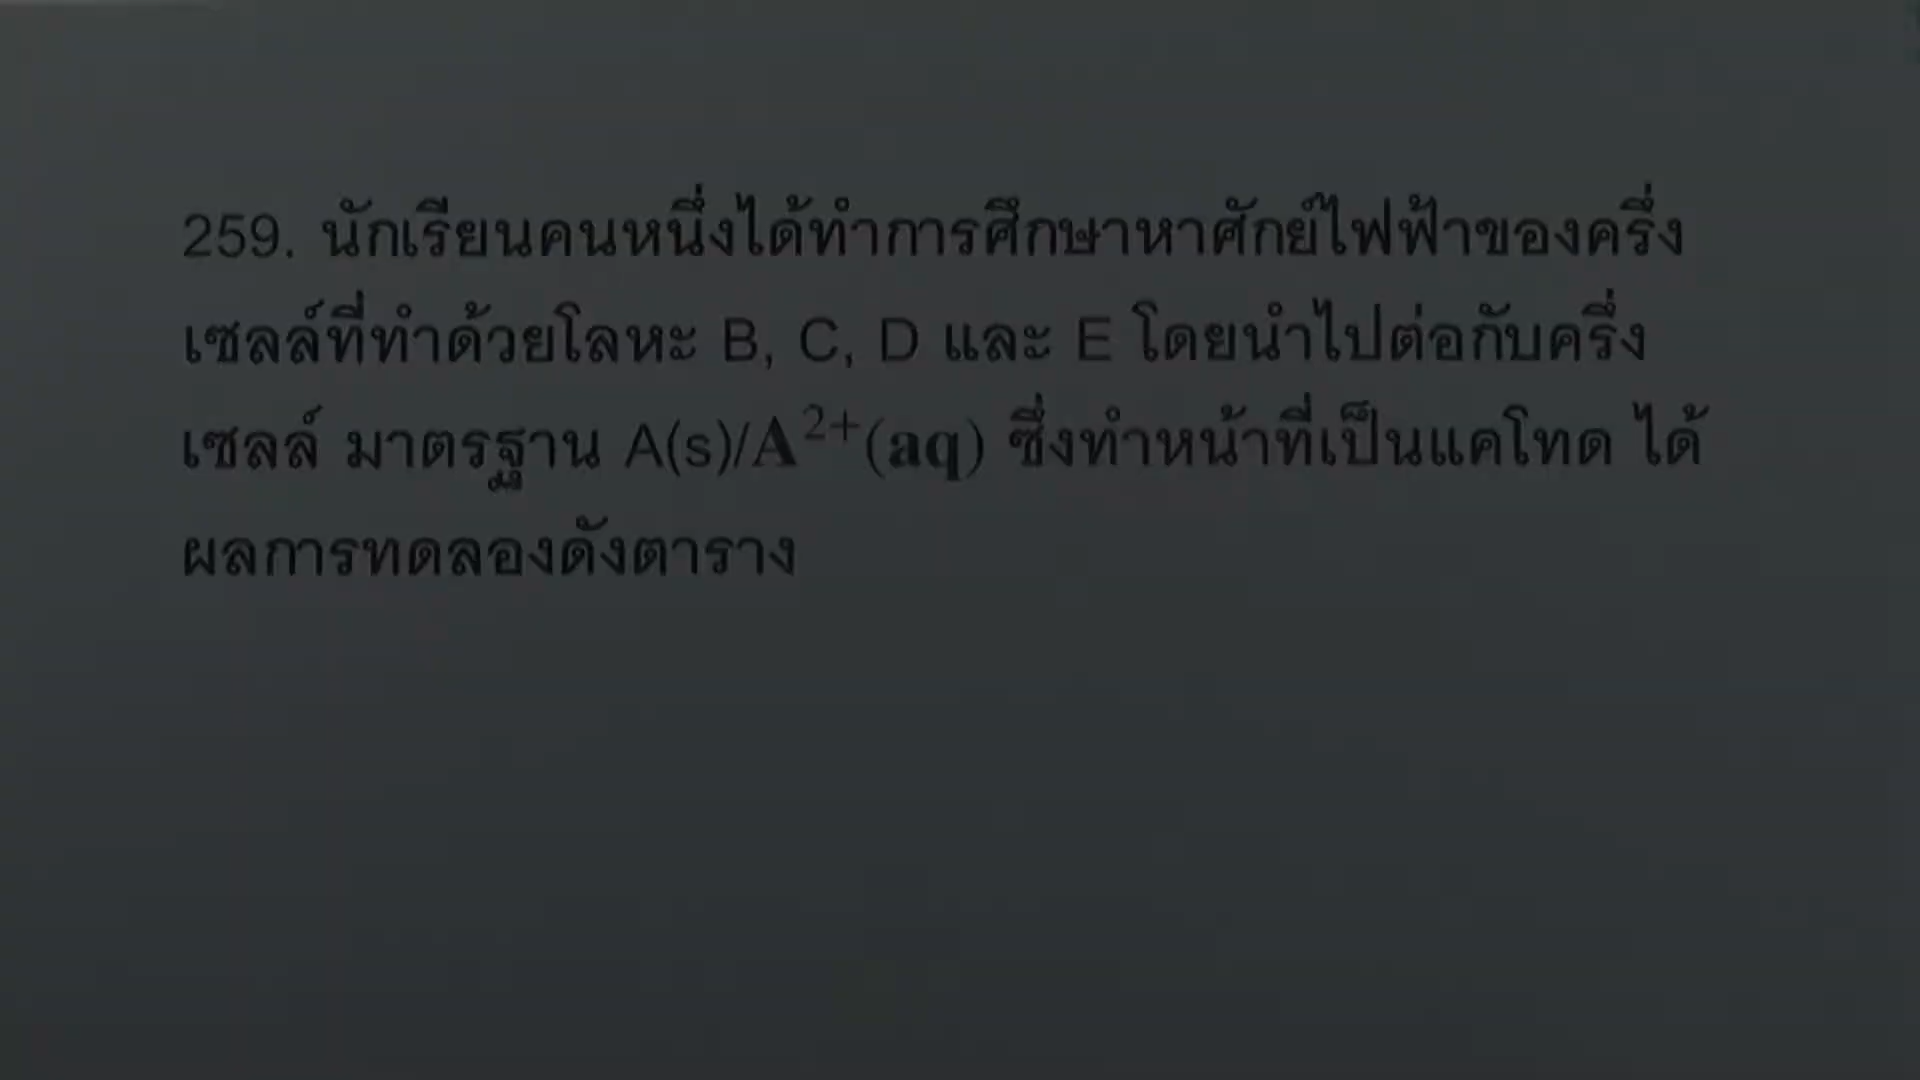 259. นักเรียนคนหนึ่งได้ทำการศึกษาหาศักย์ไฟฟ้าของครึ่ง
เซลล์ที่ทำด้วยโลหะ B, C, D และ E โดยนำไปต่อกับครึ่ง
เซลล์ มาตรฐาน A(s)/A²⁺(aq) ซึ่งทำหน้าที่เป็นแคโทด ได้
ผลการทดลองดังตาราง